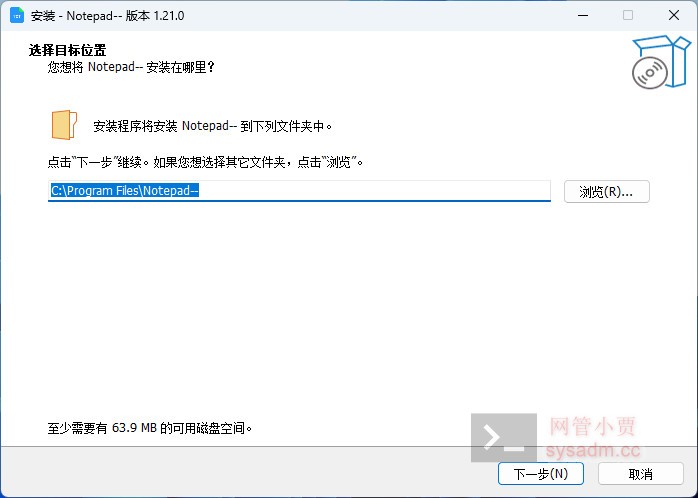 安装 - Notepad-- 版本 1.21.0
选择目标位置
您想将 Notepad-- 安装在哪里？
安装程序将安装 Notepad-- 到下列文件夹中。
点击“下一步”继续。如果您想选择其它文件夹，点击“浏览”。
C:\Program Files\Notepad--
浏览(R)...
至少需要有 63.9 MB 的可用磁盘空间。
网管小贾
sysadm.cc
下一步(N)
取消